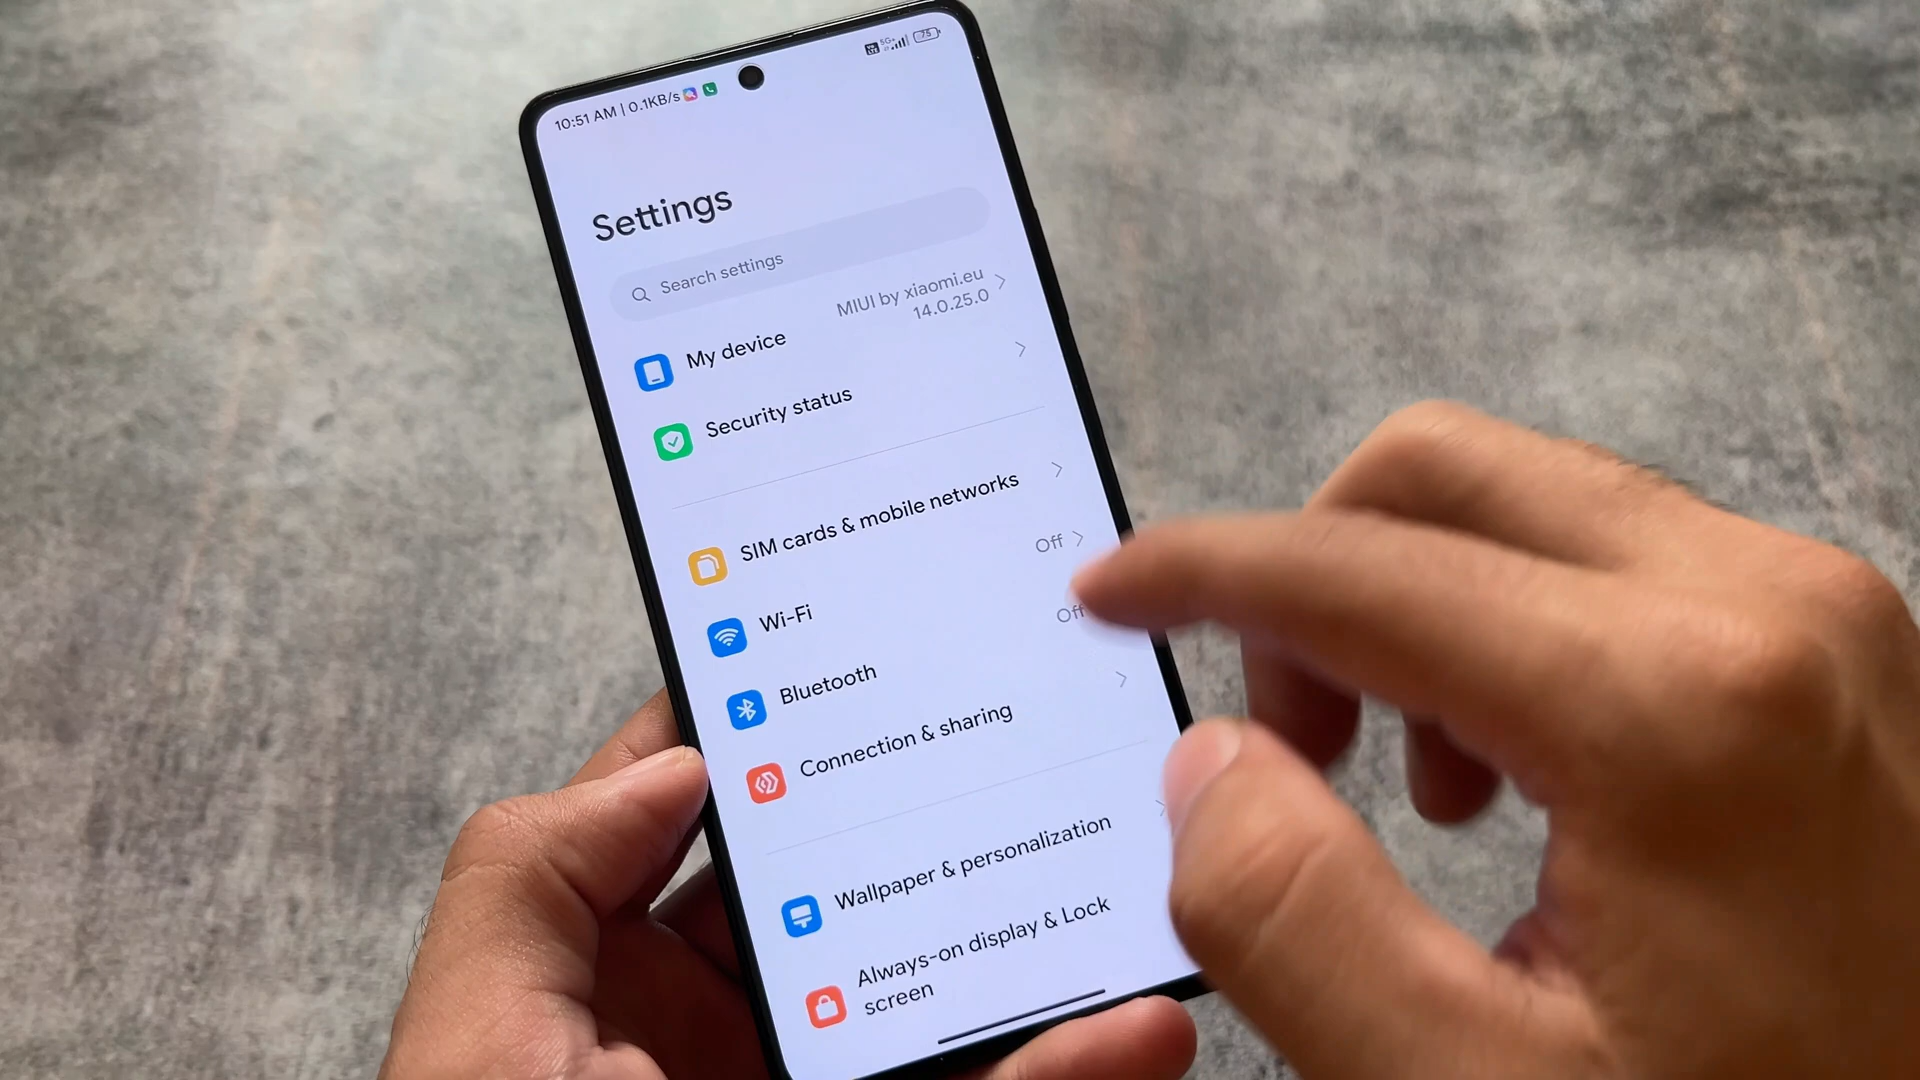 10:51 AM | 0.1KB/s
5G+
75
Settings
Search settings
MIUI by xiaomi.eu
14.0.25.0
My device
Security status
SIM cards & mobile networks
Off
Wi-Fi
Off
Bluetooth
Connection & sharing
Wallpaper & personalization
Always-on display & Lock
screen